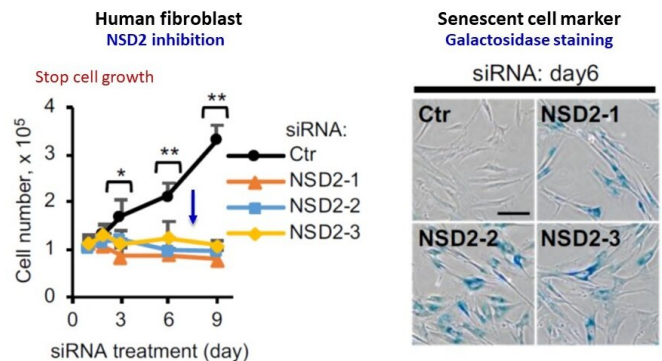 Human fibroblast
NSD2 inhibition
Stop cell growth
Cell number, x 10⁵
4
3
2
1
0
0
3
6
9
siRNA treatment (day)
*
**
**
siRNA:
Ctr
NSD2-1
NSD2-2
NSD2-3
Senescent cell marker
Galactosidase staining
siRNA: day6
Ctr
NSD2-1
NSD2-2
NSD2-3